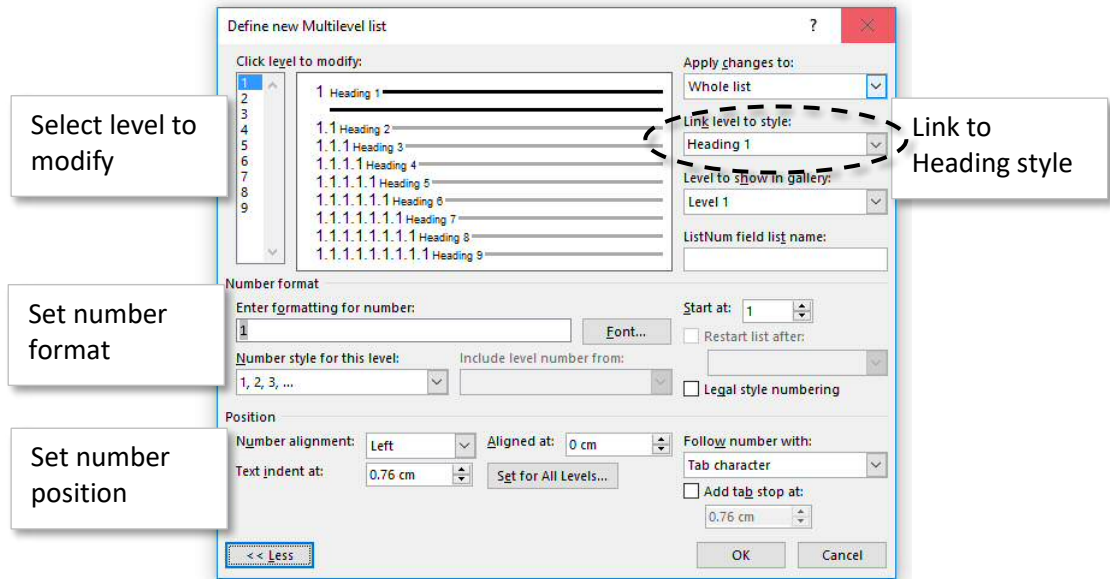 Define new Multilevel list ?
Click level to modify:
1
2
3
4
5
6
7
8
9
1 Heading 1
1.1 Heading 2
1.1.1 Heading 3
1.1.1.1 Heading 4
1.1.1.1.1 Heading 5
1.1.1.1.1.1 Heading 6
1.1.1.1.1.1.1 Heading 7
1.1.1.1.1.1.1.1 Heading 8
1.1.1.1.1.1.1.1.1 Heading 9
Apply changes to:
Whole list
Link level to style:
Heading 1
Level to show in gallery:
Level 1
ListNum field list name:
Select level to
modify
Link to
Heading style
Number format
Enter formatting for number:
1
Font...
Number style for this level:
1, 2, 3, ...
Include level number from:
Start at: 1
Restart list after:
Legal style numbering
Set number
format
Position
Number alignment: Left
Aligned at: 0 cm
Text indent at: 0.76 cm
Set for All Levels...
Follow number with:
Tab character
Add tab stop at:
0.76 cm
Set number
position
<< Less
OK
Cancel